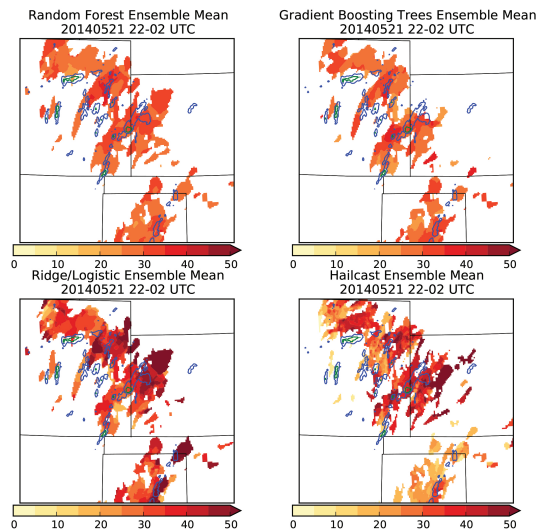 Random Forest Ensemble Mean
20140521 22-02 UTC
Gradient Boosting Trees Ensemble Mean
20140521 22-02 UTC
0 10 20 30 40 50
0 10 20 30 40 50
Ridge/Logistic Ensemble Mean
20140521 22-02 UTC
Hailcast Ensemble Mean
20140521 22-02 UTC
0 10 20 30 40 50
0 10 20 30 40 50